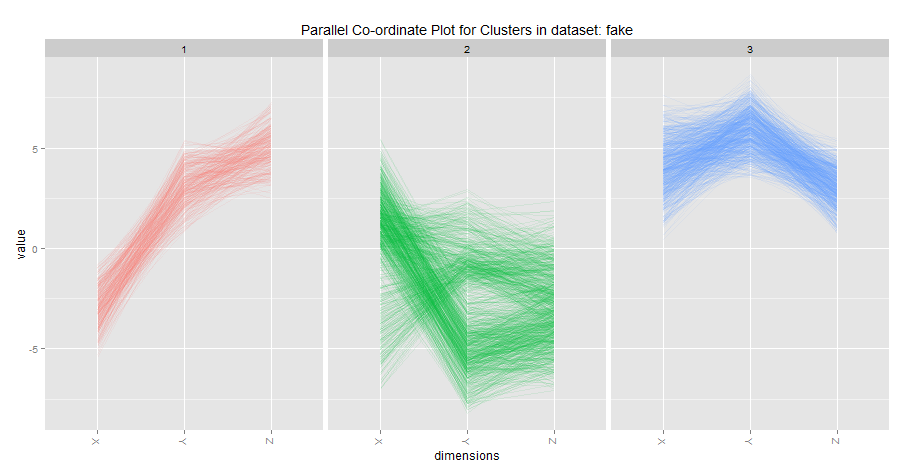 Parallel Co-ordinate Plot for Clusters in dataset: fake
1 2 3
value
5
0
-5
X Y Z X Y Z X Y Z
dimensions